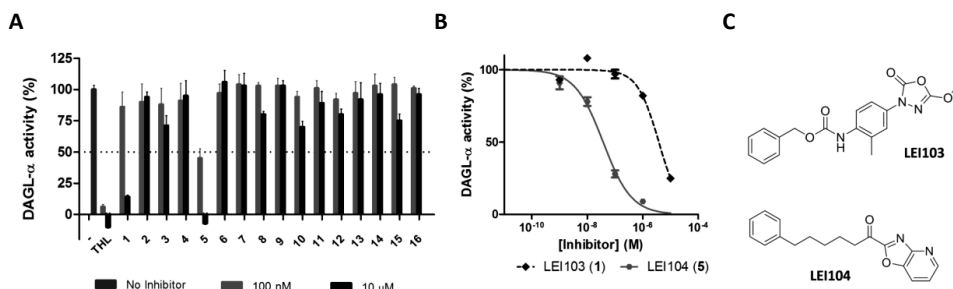 A
DAGL-α activity (%)
125
100
75
50
25
0
- THL 1 2 3 4 5 6 7 8 9 10 11 12 13 14 15 16
No Inhibitor 100 nM 10 µM
B
DAGL-α activity (%)
100
50
0
10⁻¹⁰ 10⁻⁸ 10⁻⁶ 10⁻⁴
[Inhibitor] (M)
LEI103 (1) LEI104 (5)
C
O
O
N
N
O
O
N
H
LEI103
O
N
O
N
LEI104